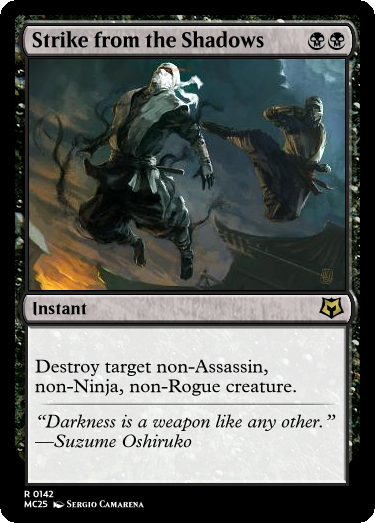 Strike from the Shadows
Instant
Destroy target non-Assassin,
non-Ninja, non-Rogue creature.
“Darkness is a weapon like any other.”
—Suzume Oshiruko
R 0142
MC25 Sergio Camarena